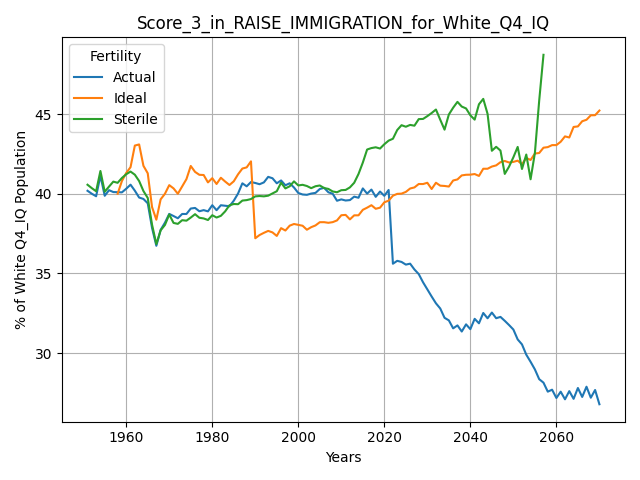 Score_3_in_RAISE_IMMIGRATION_for_White_Q4_IQ
Fertility
Actual
Ideal
Sterile
% of White Q4_IQ Population
45
40
35
30
1960 1980 2000 2020 2040 2060
Years